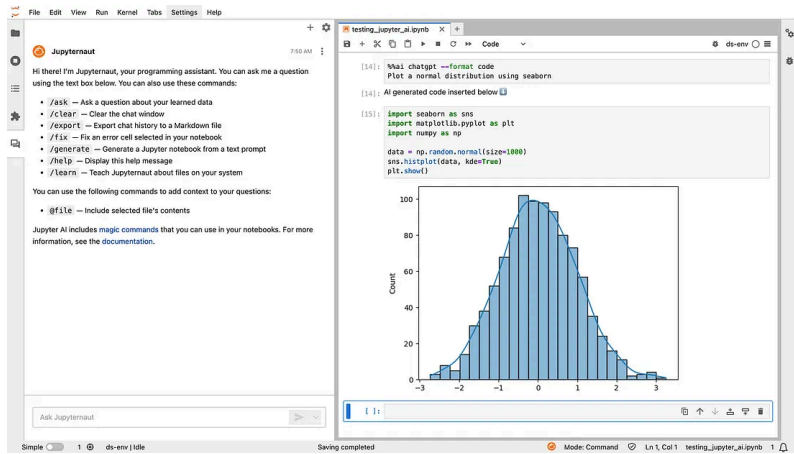 File Edit View Run Kernel Tabs Settings Help
Jupyternaut 7:50 AM
Hi there! I'm Jupyternaut, your programming assistant. You can ask me a question
using the text box below. You can also use these commands:
• /ask — Ask a question about your learned data
• /clear — Clear the chat window
• /export — Export chat history to a Markdown file
• /fix — Fix an error cell selected in your notebook
• /generate — Generate a Jupyter notebook from a text prompt
• /help — Display this help message
• /learn — Teach Jupyternaut about files on your system
You can use the following commands to add context to your questions:
• @file — Include selected file's contents
Jupyter AI includes magic commands that you can use in your notebooks. For more
information, see the documentation.
Ask Jupyternaut
testing_jupyter_ai.ipynb
Code ds-env
[14]: %%ai chatgpt --format code
Plot a normal distribution using seaborn
[14]: AI generated code inserted below ⬇️
[15]: import seaborn as sns
import matplotlib.pyplot as plt
import numpy as np
data = np.random.normal(size=1000)
sns.histplot(data, kde=True)
plt.show()
100
80
60
40
20
0
Count
−3 −2 −1 0 1 2 3
[ ]:
Simple 1 ds-env | Idle Saving completed Mode: Command Ln 1, Col 1 testing_jupyter_ai.ipynb 1